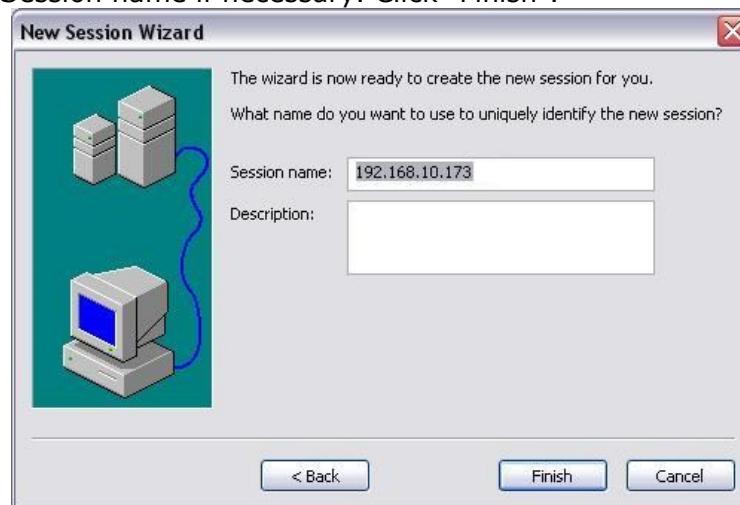 Session name if necessary. Click "Finish".
New Session Wizard
The wizard is now ready to create the new session for you.
What name do you want to use to uniquely identify the new session?
Session name: 192.168.10.173
Description:
< Back Finish Cancel